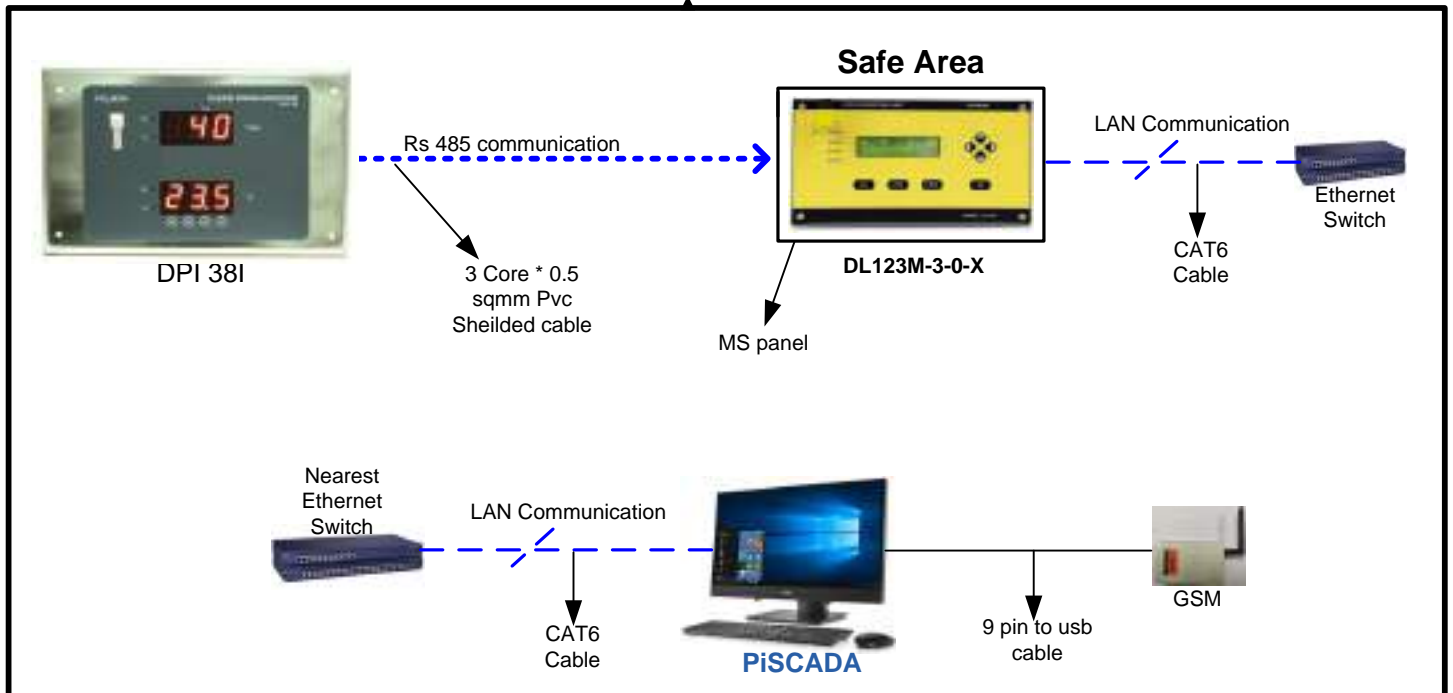 Safe Area
40
23.5
Rs 485 communication
LAN Communication
Ethernet
Switch
DPI 38I
3 Core * 0.5
sqmm Pvc
Sheilded cable
DL123M-3-0-X
CAT6
Cable
MS panel
Nearest
Ethernet
Switch
LAN Communication
CAT6
Cable
PiSCADA
9 pin to usb
cable
GSM